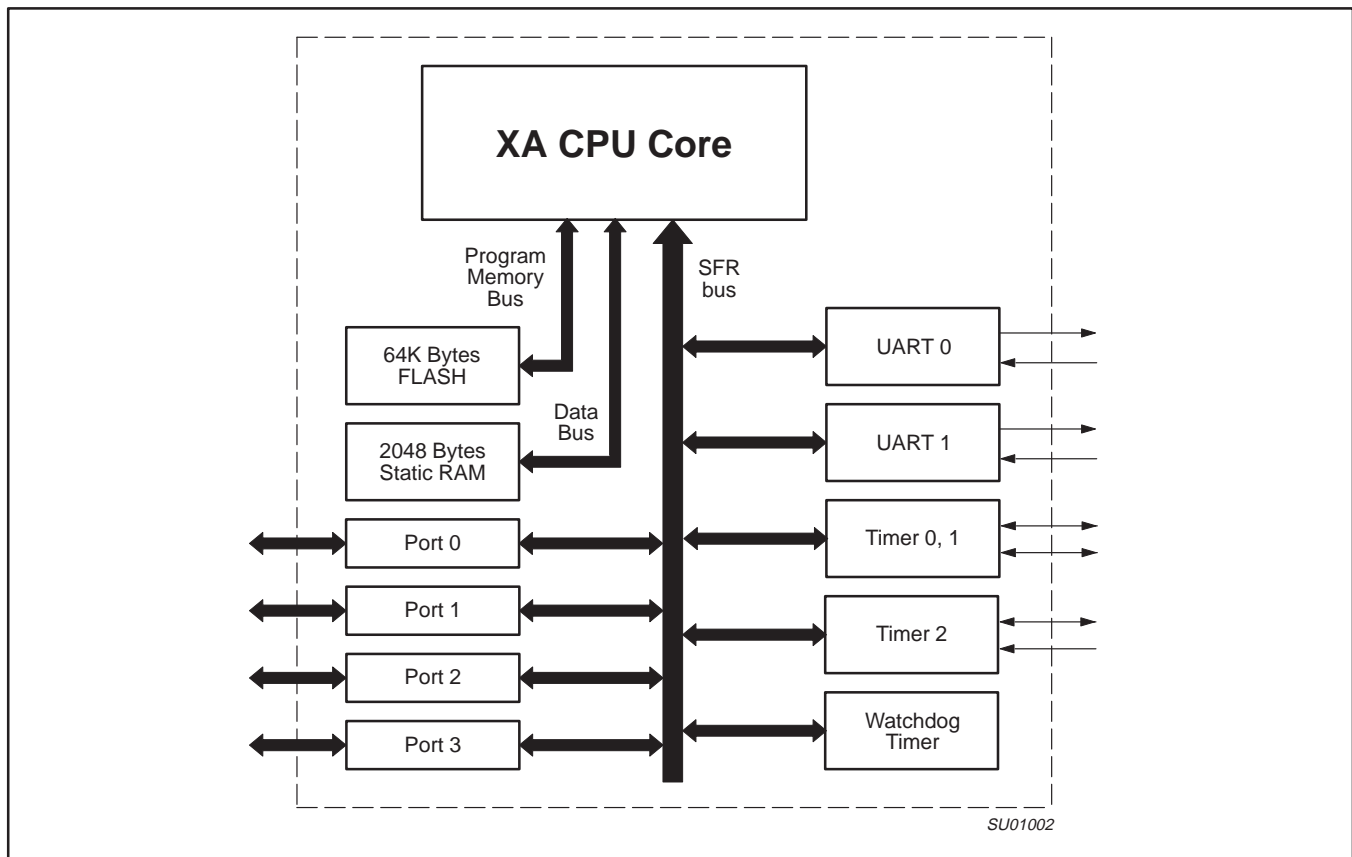 XA CPU Core
Program
Memory
Bus
SFR
bus
64K Bytes
FLASH
Data
Bus
2048 Bytes
Static RAM
Port 0
Port 1
Port 2
Port 3
UART 0
UART 1
Timer 0, 1
Timer 2
Watchdog
Timer
SU01002